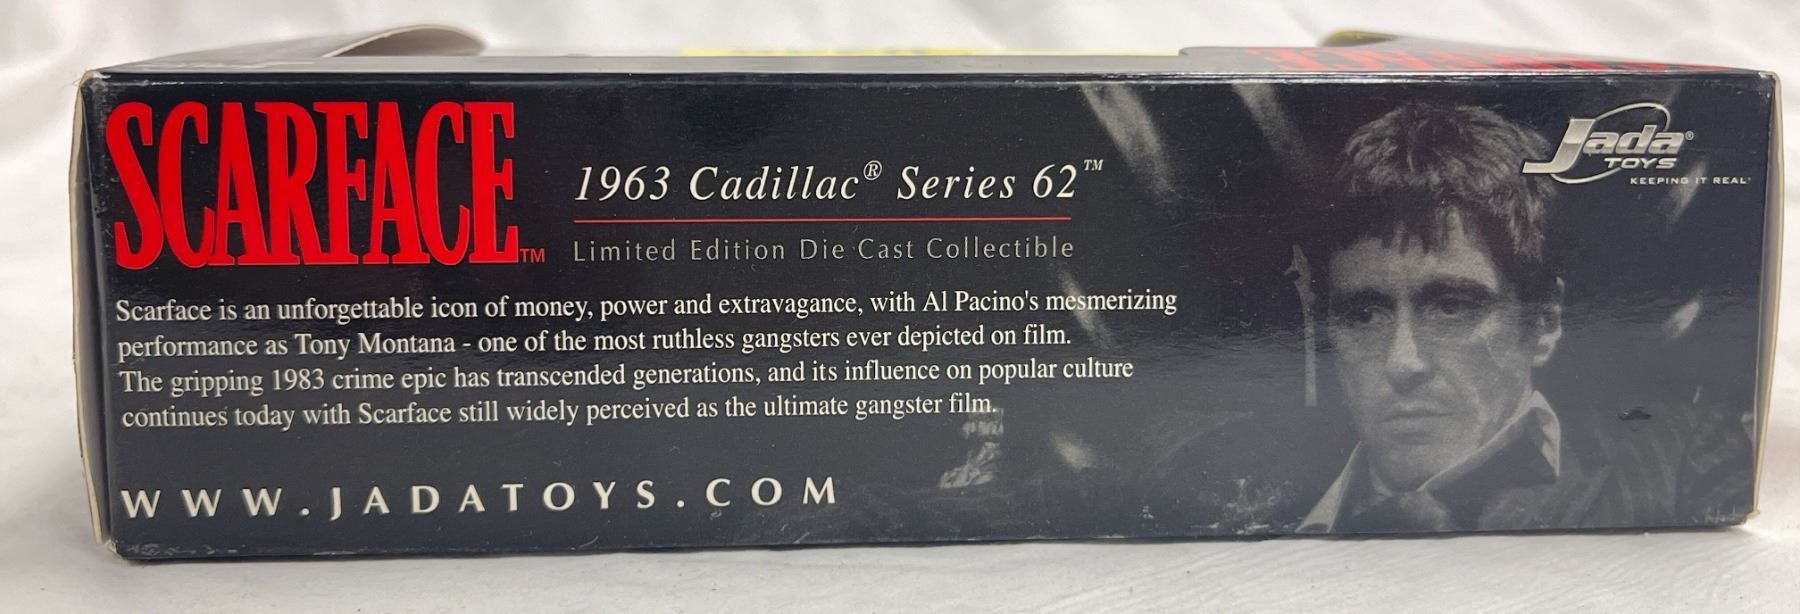 SCARFACE™
1963 Cadillac® Series 62™
Limited Edition Die Cast Collectible
Scarface is an unforgettable icon of money, power and extravagance, with Al Pacino's mesmerizing
performance as Tony Montana - one of the most ruthless gangsters ever depicted on film.
The gripping 1983 crime epic has transcended generations, and its influence on popular culture
continues today with Scarface still widely perceived as the ultimate gangster film.
WWW.JADATOYS.COM
Jada®
TOYS
KEEPING IT REAL™